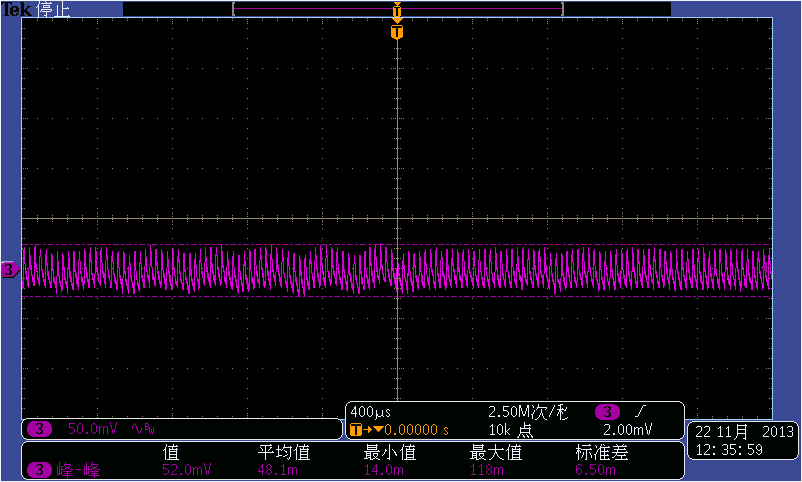 Tek 停止
T
T
3
400µs 2.50M次/秒 3
T 0.00000 s 10k 点 2.00mV
3 50.0mV
值 平均值 最小值 最大值 标准差
3 峰-峰 52.0mV 48.1m 14.0m 118m 6.50m
22 11月 2013
12:35:59